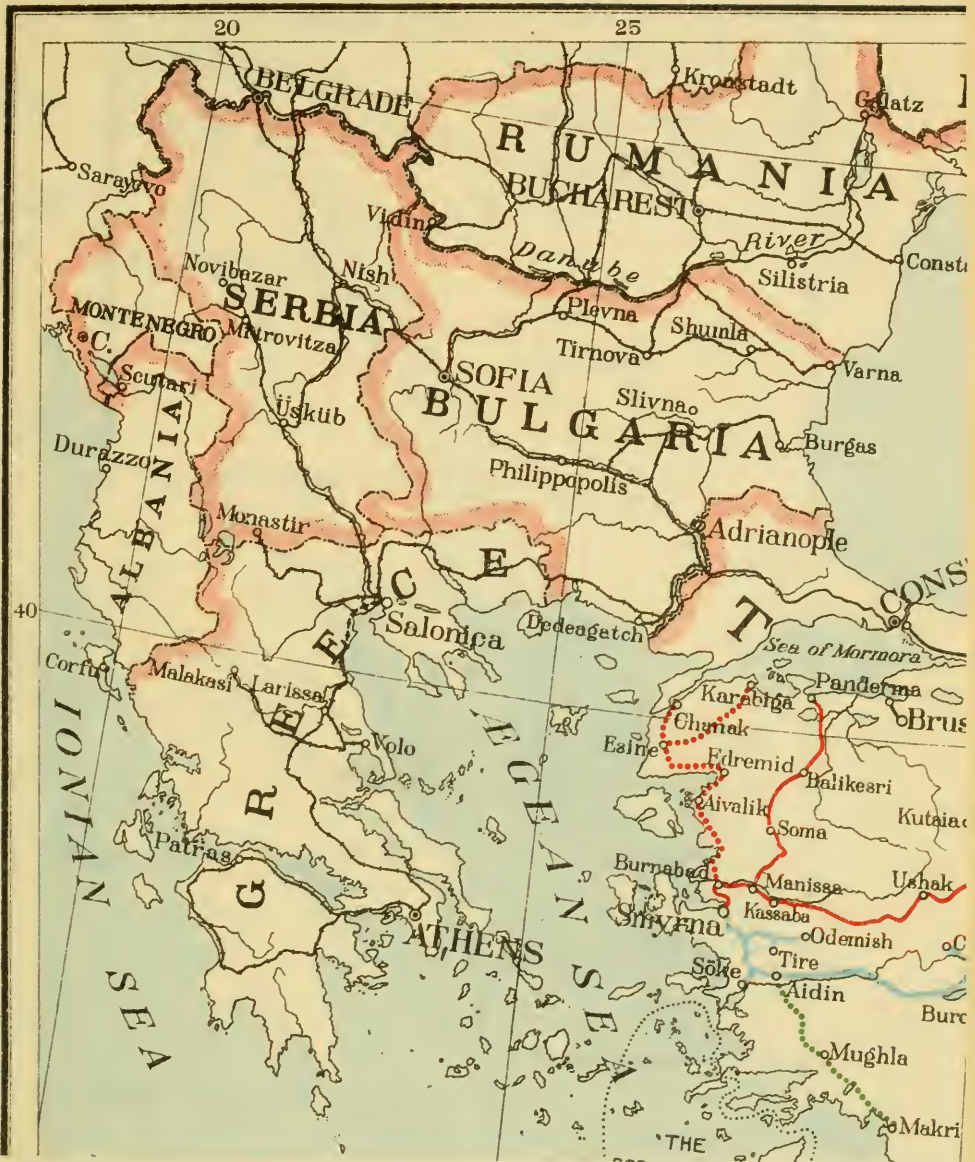 20
25
BELGRADE
Kronstadt
Galatz
RUMANIA
Sarayevo
BUCHAREST
Vidin
Danube
River
Novibazar
Nish
Silistria
Const
SERBIA
MONTENEGRO
Mitrovitza
Plevna
Shumla
C.
Tirnova
Varna
Scutari
SOFIA
Üsküb
BULGARIA
Slivna
Durazzo
Burgas
Philippopolis
ALBANIA
Monastir
Adrianople
GREECE
CONS
40
Salonica
Dedeagatch
T
Sea of Mormora
Corfu
Malakasi
Larissa
Karabiga
Panderma
Brus
Chanak
Volo
Esine
Edremid
Balikesri
IONIAN SEA
ÆGEAN SEA
Aivalik
Soma
Kutaia
Patras
Burnabad
Manissa
Ushak
Smyrna
Kassaba
ATHENS
Odemish
C
Tire
Söke
Aidin
Burd
Mughla
Makri
THE